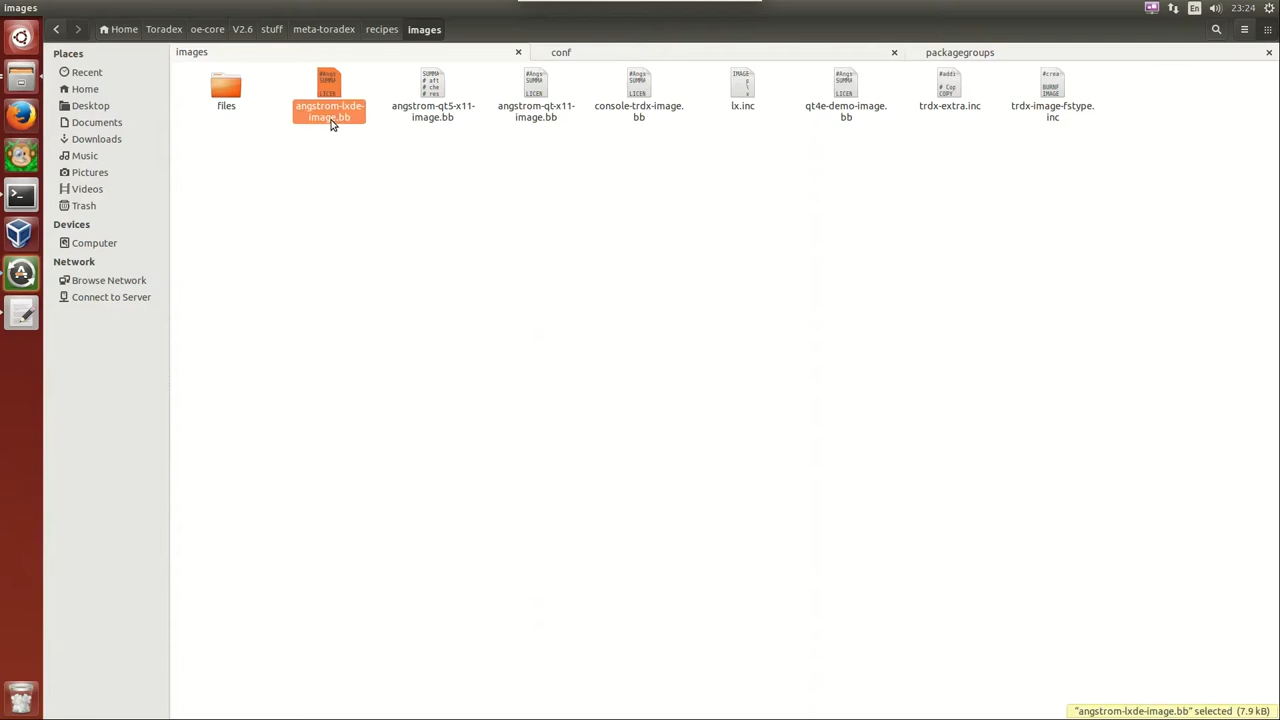 Images
En
23:24
Home Toradex oe-core V2.6 stuff meta-toradex recipes Images
images
conf
packagegroups
Places
Recent
Home
Desktop
Documents
Downloads
Music
Pictures
Videos
Trash
Devices
Computer
Network
Browse Network
Connect to Server
files
angstrom-lxde-
image.bb
angstrom-qt5-x11-
image.bb
angstrom-qt-x11-
image.bb
console-trdx-image.
bb
lx.inc
qt4e-demo-image.
bb
trdx-extra.inc
trdx-image-fstype.
inc
"angstrom-lxde-image.bb" selected (7.9 kB)